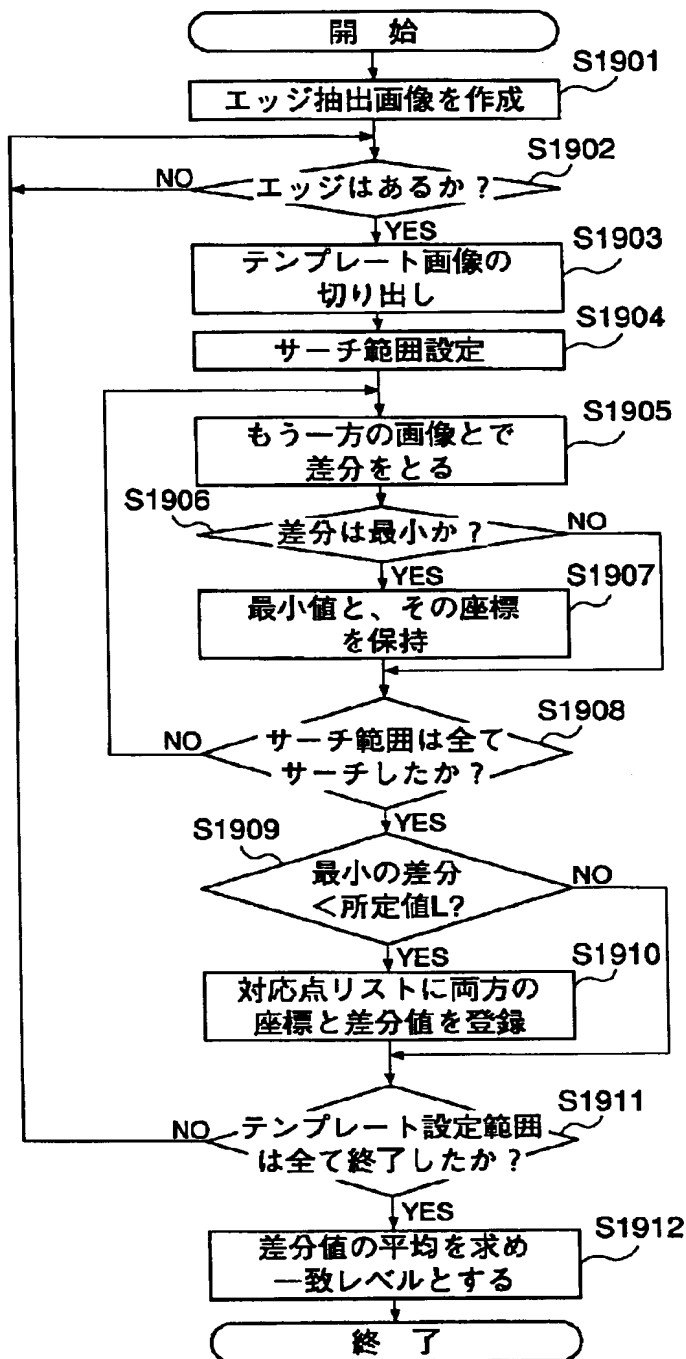 開 始
S1901
エッジ抽出画像を作成
S1902
エッジはあるか?
NO
YES
S1903
テンプレート画像の
切り出し
S1904
サーチ範囲設定
S1905
もう一方の画像とで
差分をとる
S1906
差分は最小か?
NO
YES
S1907
最小値と、その座標
を保持
S1908
サーチ範囲は全て
サーチしたか?
NO
YES
S1909
最小の差分
<所定値L?
NO
YES
S1910
対応点リストに両方の
座標と差分値を登録
S1911
テンプレート設定範囲
は全て終了したか?
NO
YES
S1912
差分値の平均を求め
一致レベルとする
終 了